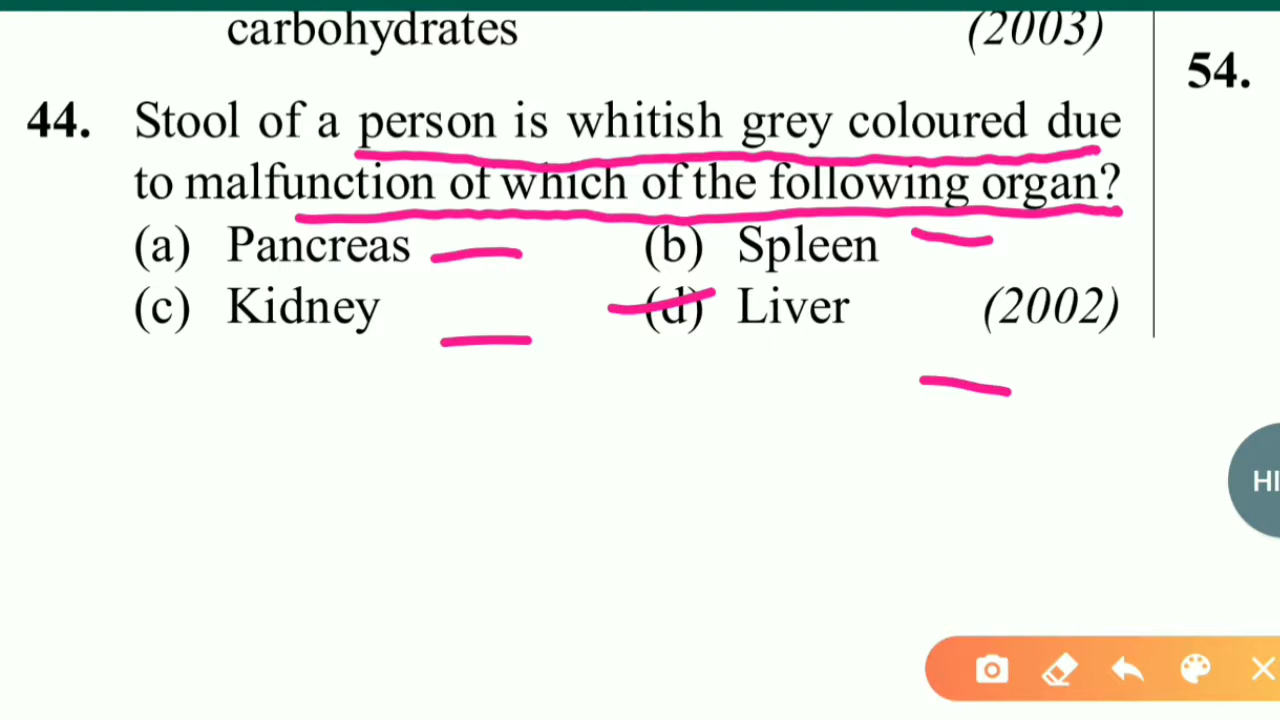 carbohydrates (2003)
54.
44. Stool of a person is whitish grey coloured due
to malfunction of which of the following organ?
(a) Pancreas (b) Spleen
(c) Kidney (d) Liver (2002)
HI